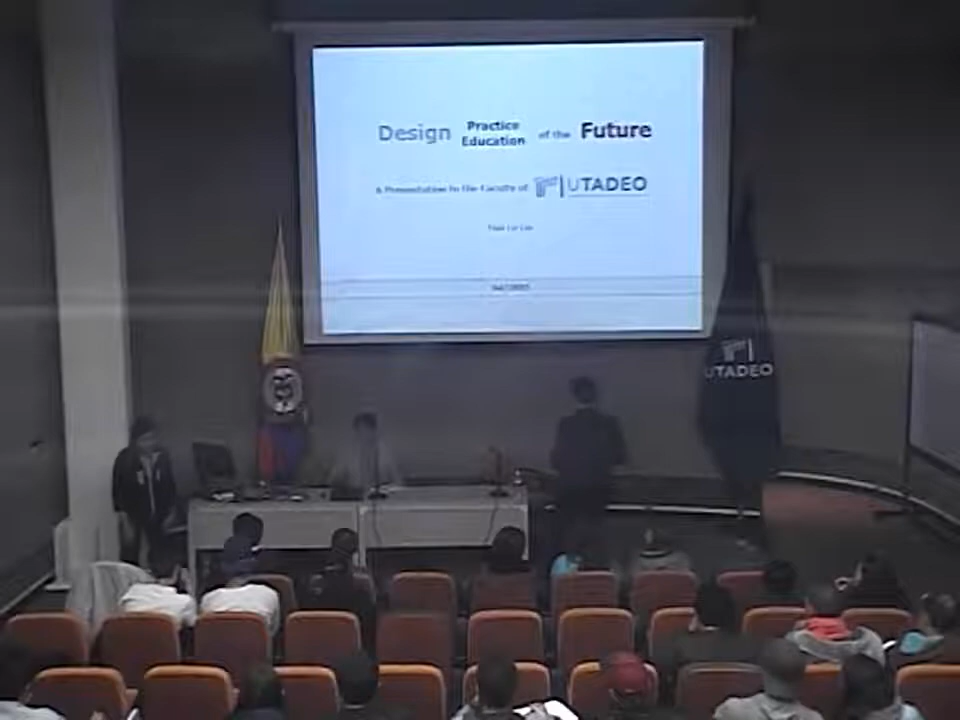 Design Practice Education of the Future
A Presentation to the Faculty of UTADEO
UTADEO